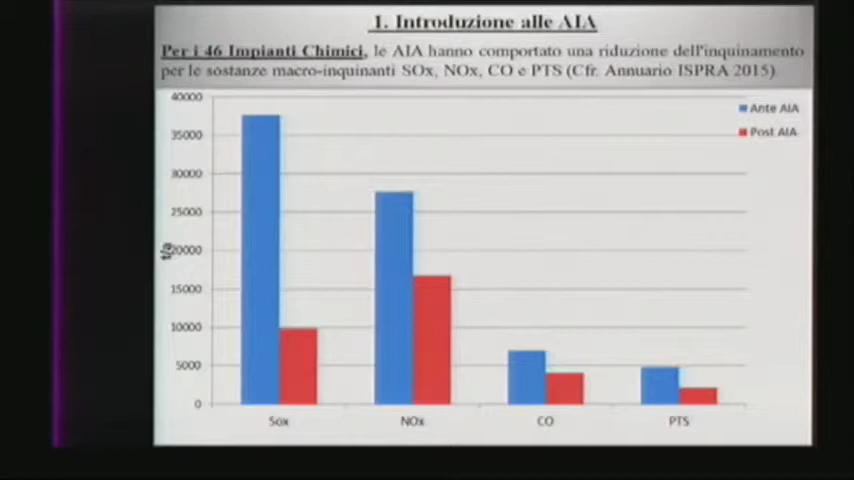 1. Introduzione alle AIA
Per i 46 Impianti Chimici, le AIA hanno comportato una riduzione dell'inquinamento
per le sostanze macro-inquinanti SOx, NOx, CO e PTS (Cfr. Annuario ISPRA 2015)
40000
35000
30000
25000
20000
15000
10000
5000
0
t/a
Ante AIA
Post AIA
Sox
NOx
CO
PTS